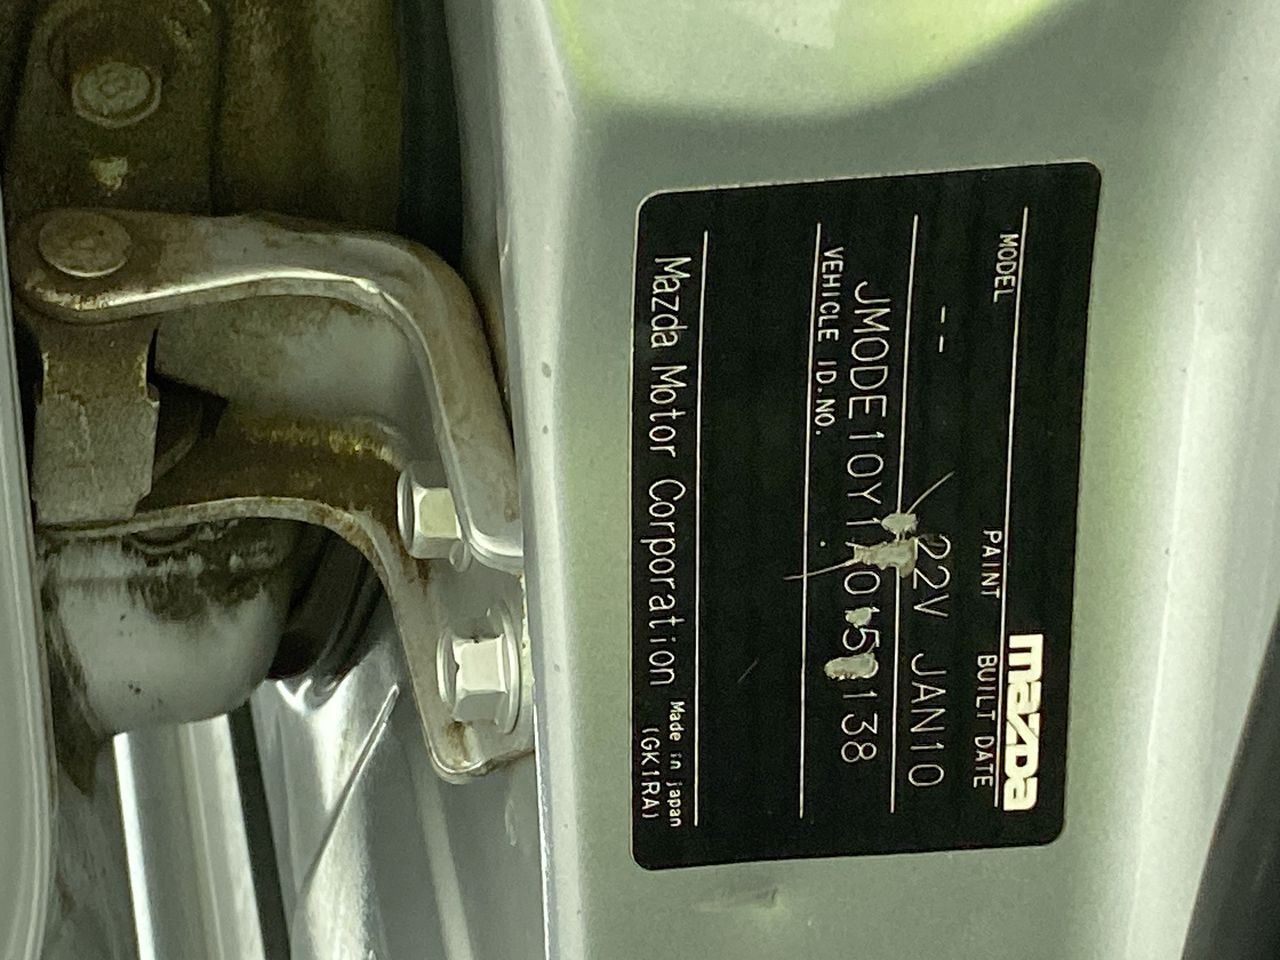 mazda
MODEL PAINT BUILT DATE
-- 22V JAN10
VEHICLE ID.NO.
Mazda Motor Corporation Made in japan
(GK1RA)